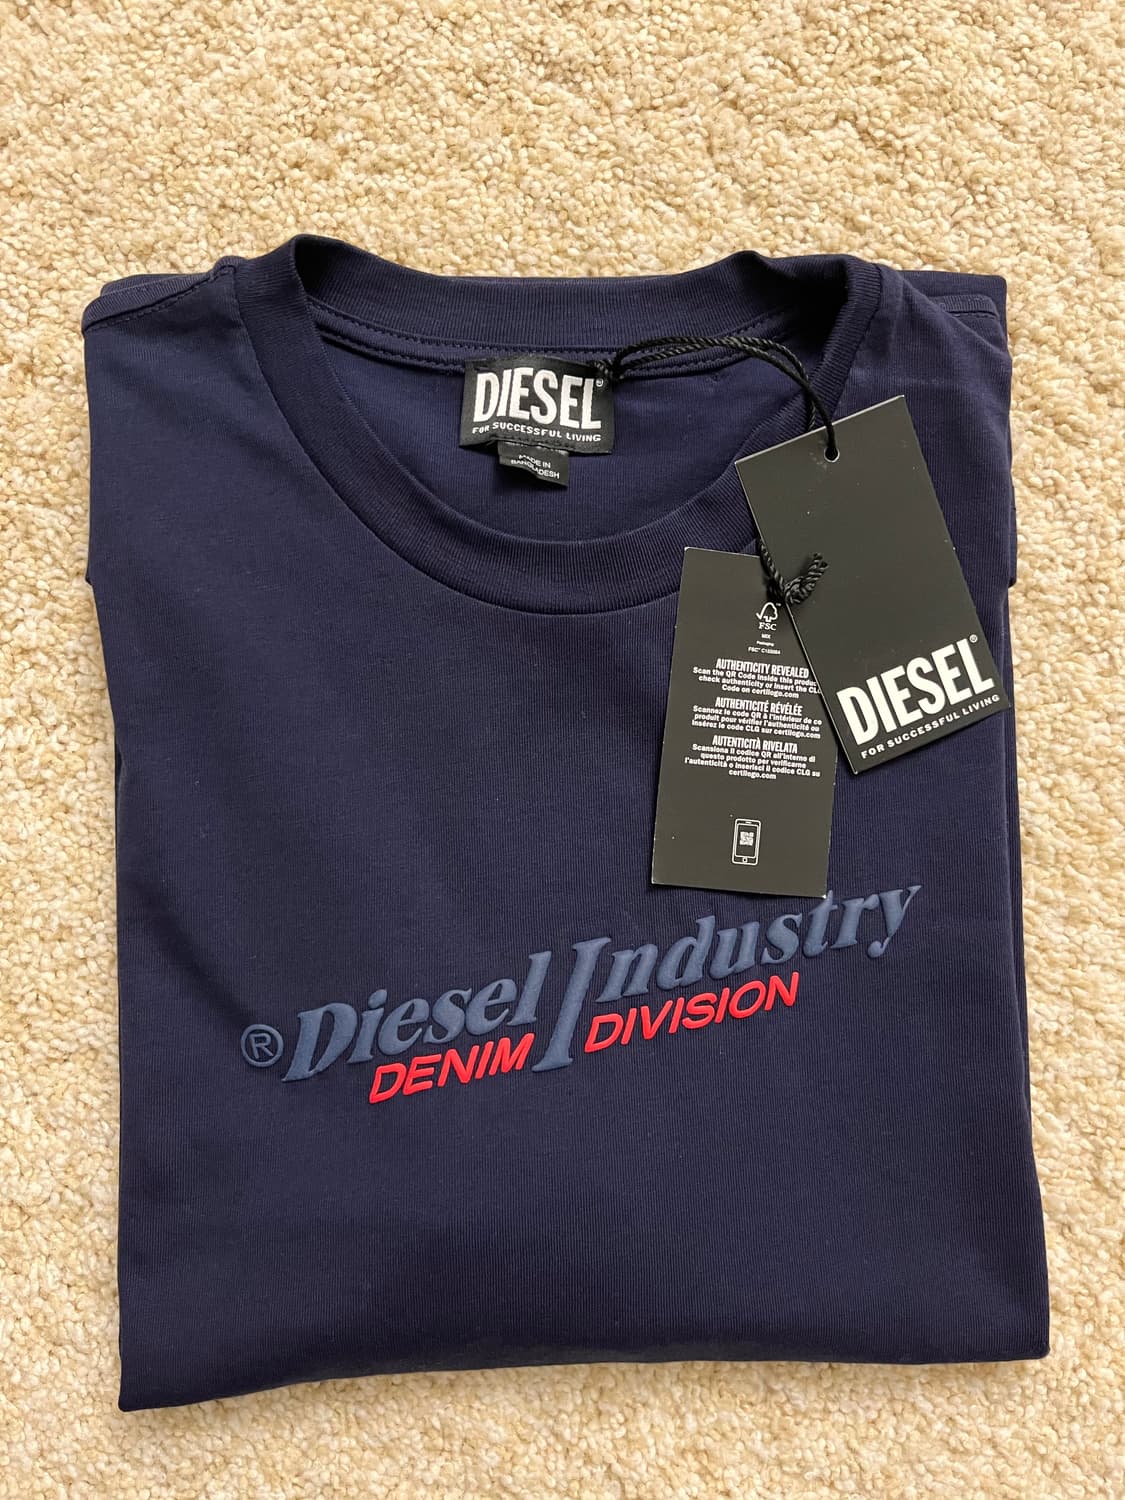 DIESEL®
FOR SUCCESSFUL LIVING
MADE IN
BANGLADESH
FSC
MIX
Packaging
FSC®
AUTHENTICITY REVEALED
Scan the QR Code inside this produc
check authenticity or insert the CLG
Code on certilogo.com
AUTHENTICITÉ RÉVÉLÉE
Scannez le code QR à l'intérieur de ce
produit pour vérifier l'authenticité ou
insérez le code CLG sur certilogo.com
AUTENTICITÀ RIVELATA
Scansiona il codice QR all'interno di
questo prodotto per verificarne
l'autenticità o inserisci il codice CLG su
certilogo.com
DIESEL®
FOR SUCCESSFUL LIVING
® Diesel Industry
DENIM DIVISION